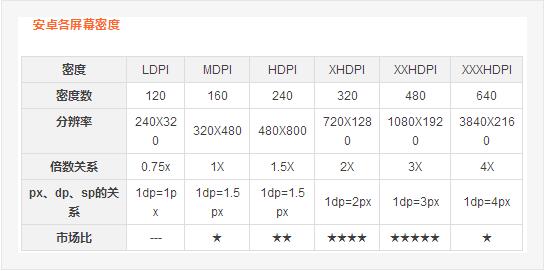 安卓各屏幕密度
密度 LDPI MDPI HDPI XHDPI XXHDPI XXXHDPI
密度数 120 160 240 320 480 640
分辨率 240X320 320X480 480X800 720X1280 1080X1920 3840X2160
倍数关系 0.75x 1X 1.5X 2X 3X 4X
px、dp、sp的关系 1dp=1px 1dp=1.5px 1dp=1.5px 1dp=2px 1dp=3px 1dp=4px
市场比 --- ★ ★★ ★★★★ ★★★★★ ★